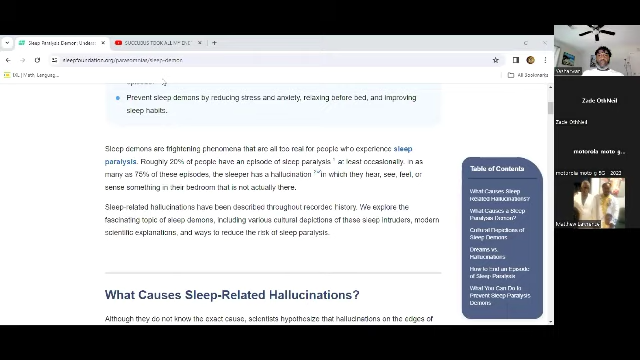 Sleep Paralysis Demon: Unders
SUCCUBUS TOOK ALL MY ENE
sleepfoundation.org/parasomnias/sleep-demon
IXL | Math, Languag...
All Bookmarks
Prevent sleep demons by reducing stress and anxiety, relaxing before bed, and improving
sleep habits.
Sleep demons are frightening phenomena that are all too real for people who experience sleep
paralysis. Roughly 20% of people have an episode of sleep paralysis at least occasionally. In as
many as 75% of these episodes, the sleeper has a hallucination in which they hear, see, feel, or
sense something in their bedroom that is not actually there.
Sleep-related hallucinations have been described throughout recorded history. We explore the
fascinating topic of sleep demons, including various cultural depictions of these sleep intruders, modern
scientific explanations, and ways to reduce the risk of sleep paralysis.
What Causes Sleep-Related Hallucinations?
Although they do not know the exact cause, scientists hypothesize that hallucinations on the edges of
Table of Contents
What Causes Sleep
Related Hallucinations?
What Causes a Sleep
Paralysis Demon?
Cultural Depictions of
Sleep Demons
Dreams vs.
Hallucinations
How to End an Episode
of Sleep Paralysis
What You Can Do to
Prevent Sleep Paralysis
Demons
Zade OthNeil
Zade OthNeil
motorola moto g...
motorola moto g 5G - 2023
Matthew Lawrence